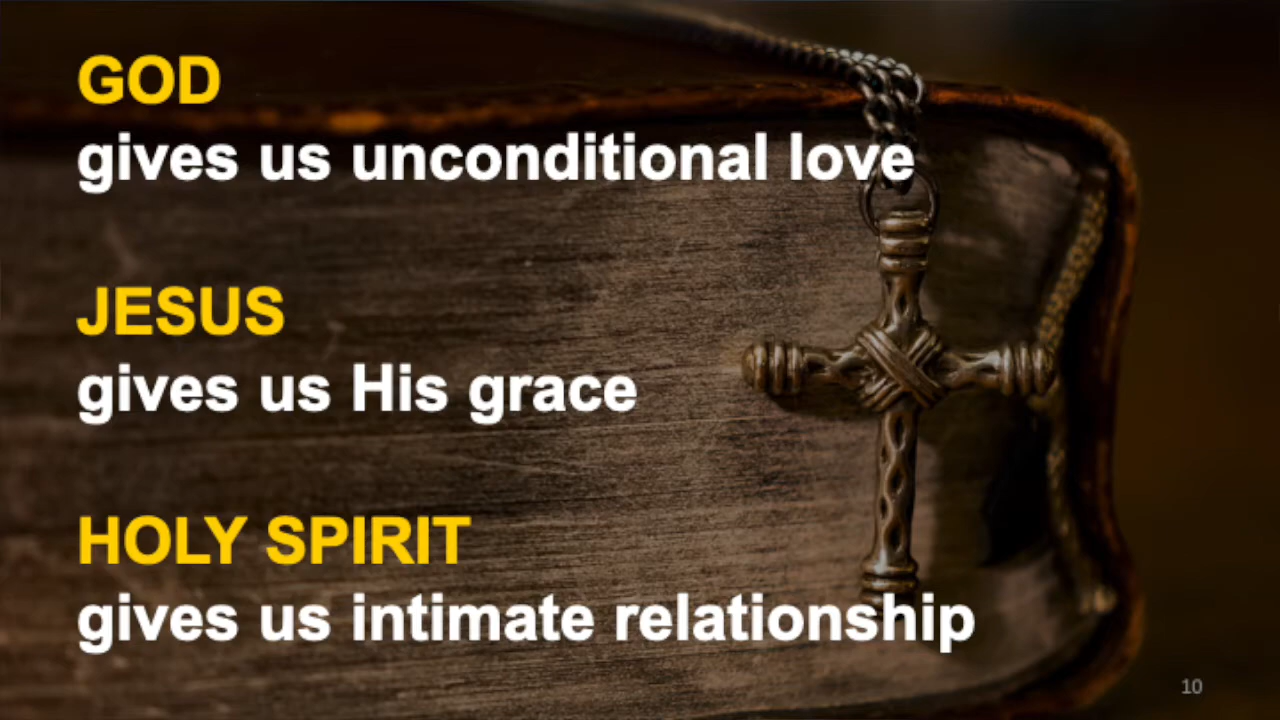 GOD
gives us unconditional love
JESUS
gives us His grace
HOLY SPIRIT
gives us intimate relationship
10